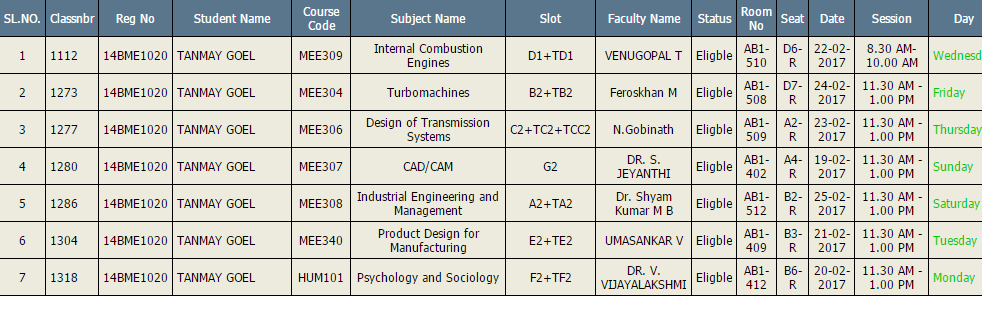 SL.NO. Classnbr Reg No Student Name Course Code Subject Name Slot Faculty Name Status Room No Seat Date Session Day
1 1112 14BME1020 TANMAY GOEL MEE309 Internal Combustion Engines D1+TD1 VENUGOPAL T Eligble AB1-510 D6-R 22-02-2017 8.30 AM-10.00 AM Wednesd
2 1273 14BME1020 TANMAY GOEL MEE304 Turbomachines B2+TB2 Feroskhan M Eligble AB1-508 D7-R 24-02-2017 11.30 AM - 1.00 PM Friday
3 1277 14BME1020 TANMAY GOEL MEE306 Design of Transmission Systems C2+TC2+TCC2 N.Gobinath Eligble AB1-509 A2-R 23-02-2017 11.30 AM - 1.00 PM Thursday
4 1280 14BME1020 TANMAY GOEL MEE307 CAD/CAM G2 DR. S. JEYANTHI Eligble AB1-402 A4-R 19-02-2017 11.30 AM - 1.00 PM Sunday
5 1286 14BME1020 TANMAY GOEL MEE308 Industrial Engineering and Management A2+TA2 Dr. Shyam Kumar M B Eligble AB1-512 B2-R 25-02-2017 11.30 AM - 1.00 PM Saturday
6 1304 14BME1020 TANMAY GOEL MEE340 Product Design for Manufacturing E2+TE2 UMASANKAR V Eligble AB1-409 B3-R 21-02-2017 11.30 AM - 1.00 PM Tuesday
7 1318 14BME1020 TANMAY GOEL HUM101 Psychology and Sociology F2+TF2 DR. V. VIJAYALAKSHMI Eligble AB1-412 B6-R 20-02-2017 11.30 AM - 1.00 PM Monday